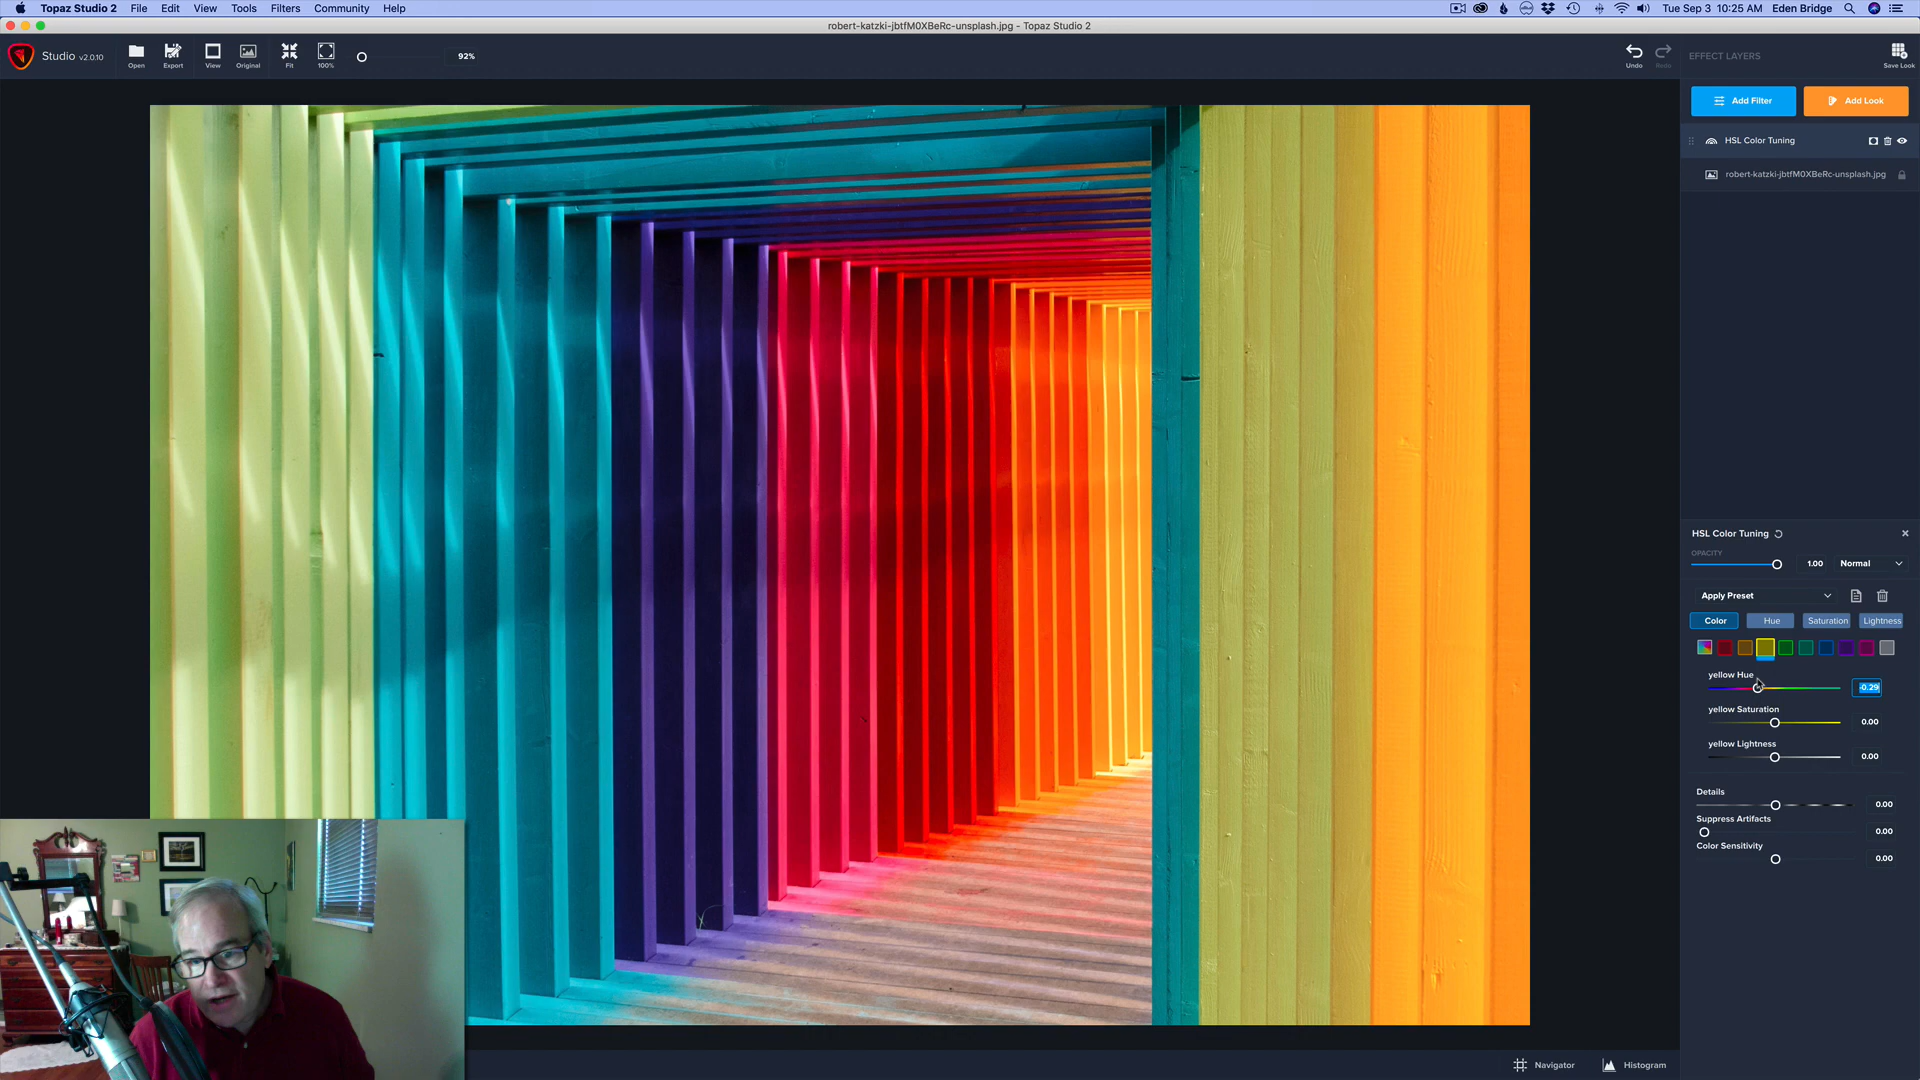 Topaz Studio 2 File Edit View Tools Filters Community Help
Tue Sep 3 10:25 AM Eden Bridge
robert-katzki-jbtfM0XBeRc-unsplash.jpg - Topaz Studio 2
Studio v2.0.10
Open
Export
View
Original
Fit
100%
92%
Undo
Redo
EFFECT LAYERS
Save Look
Add Filter
Add Look
HSL Color Tuning
robert-katzki-jbtfM0XBeRc-unsplash.jpg
HSL Color Tuning
OPACITY
1.00 Normal
Apply Preset
Color Hue Saturation Lightness
yellow Hue
-0.29
yellow Saturation
0.00
yellow Lightness
0.00
Details
0.00
Suppress Artifacts
0.00
Color Sensitivity
0.00
Navigator Histogram